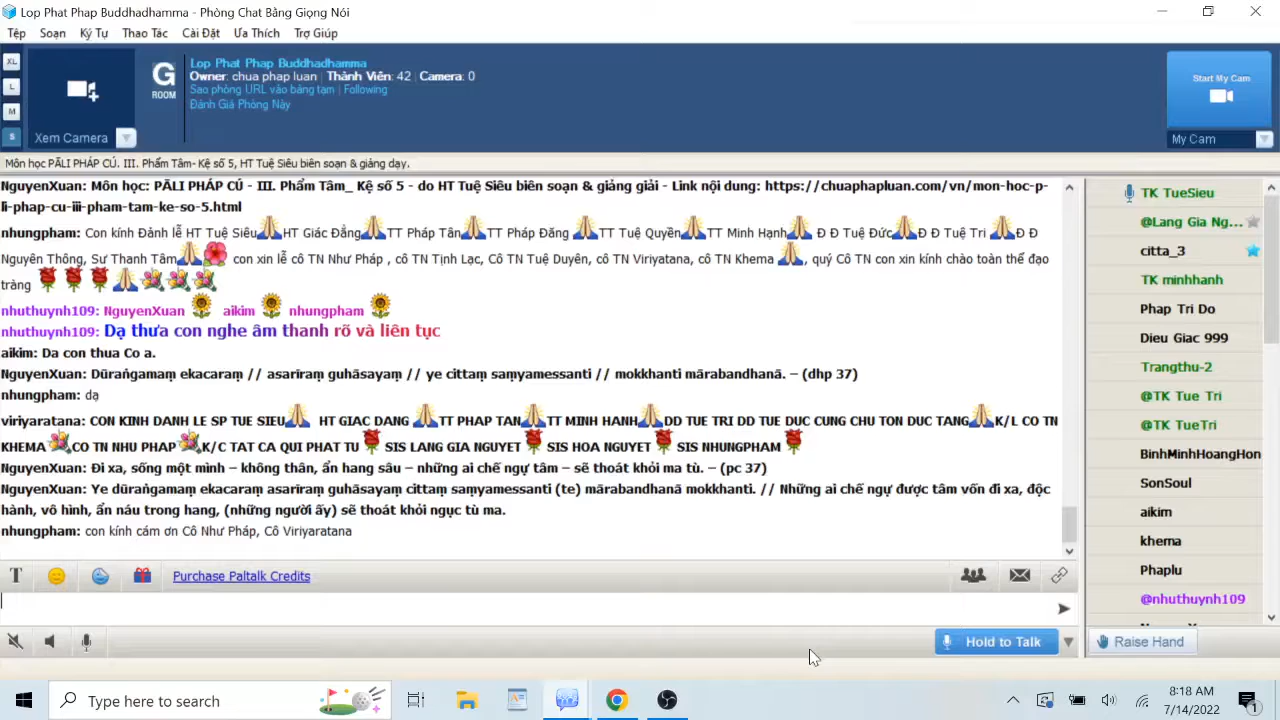 Lop Phat Phap Buddhadhamma - Phòng Chat Bằng Giọng Nói
Tệp Soạn Ký Tự Thao Tác Cài Đặt Ưa Thích Trợ Giúp
XL
L
M
S
Xem Camera
G
ROOM
Lop Phat Phap Buddhadhamma
Owner: chua phap luan | Thành Viên: 42 | Camera: 0
Sao phòng URL vào bảng tạm | Following
Đánh Giá Phòng Này
Start My Cam
My Cam
Môn học PĀLI PHÁP CÚ. III. Phẩm Tâm- Kệ số 5, HT Tuệ Siêu biên soạn & giảng dạy.
NguyenXuan: Môn học: PĀLI PHÁP CÚ - III. Phẩm Tâm_ Kệ số 5 - do HT Tuệ Siêu biên soạn & giảng giải - Link nội dung: https://chuaphapluan.com/vn/mon-hoc-p-
li-phap-cu-iii-pham-tam-ke-so-5.html
nhungpham: Con kính Đảnh lễ HT Tuệ Siêu🙏HT Giác Đẳng🙏TT Pháp Tân🙏TT Pháp Đăng 🙏TT Tuệ Quyền🙏TT Minh Hạnh🙏Đ Đ Tuệ Đức🙏Đ Đ Tuệ Tri 🙏Đ Đ
Nguyên Thông, Sư Thanh Tâm🙏🌺 con xin lễ cô TN Như Pháp , cô TN Tịnh Lạc, Cô TN Tuệ Duyên, cô TN Viriyatana, cô TN Khema 🙏, quý Cô TN con xin kính chào toàn thể đạo
tràng 🌹🌹🌹🙏💐💐💐
nhuthuynh109: NguyenXuan 🌻 aikim 🌻 nhungpham 🌻
nhuthuynh109: Dạ thưa con nghe âm thanh rõ và liên tục
aikim: Da con thua Co a.
NguyenXuan: Dūraṅgamaṃ ekacaraṃ // asarīraṃ guhāsayaṃ // ye cittaṃ saṃyamessanti // mokkhanti mārabandhanā. – (dhp 37)
nhungpham: dạ
viriyaratana: CON KINH DANH LE SP TUE SIEU🙏 HT GIAC DANG 🙏TT PHAP TAN🙏TT MINH HANH🙏DD TUE TRI DD TUE DUC CUNG CHU TON DUC TANG🙏K/L CO TN
KHEMA💐CO TN NHU PHAP💐K/C TAT CA QUI PHAT TU🌹SIS LANG GIA NGUYET🌹SIS HOA NGUYET🌹SIS NHUNGPHAM🌹
NguyenXuan: Đi xa, sống một mình – không thân, ẩn hang sâu – những ai chế ngự tâm – sẽ thoát khỏi ma tù. – (pc 37)
NguyenXuan: Ye dūraṅgamaṃ ekacaraṃ asarīraṃ guhāsayaṃ cittaṃ saṃyamessanti (te) mārabandhanā mokkhanti. // Những ai chế ngự được tâm vốn đi xa, độc
hành, vô hình, ẩn náu trong hang, (những người ấy) sẽ thoát khỏi ngục tù ma.
nhungpham: con kính cám ơn Cô Như Pháp, Cô Viriyaratana
TK TueSieu
@Lang Gia Ng...
citta_3
TK minhhanh
Phap Tri Do
Dieu Giac 999
Trangthu-2
@TK Tue Tri
@TK TueTri
BinhMinhHoangHon
SonSoul
aikim
khema
Phaplu
@nhuthuynh109
T
Purchase Paltalk Credits
Hold to Talk
Raise Hand
Type here to search
8:18 AM
7/14/2022
1